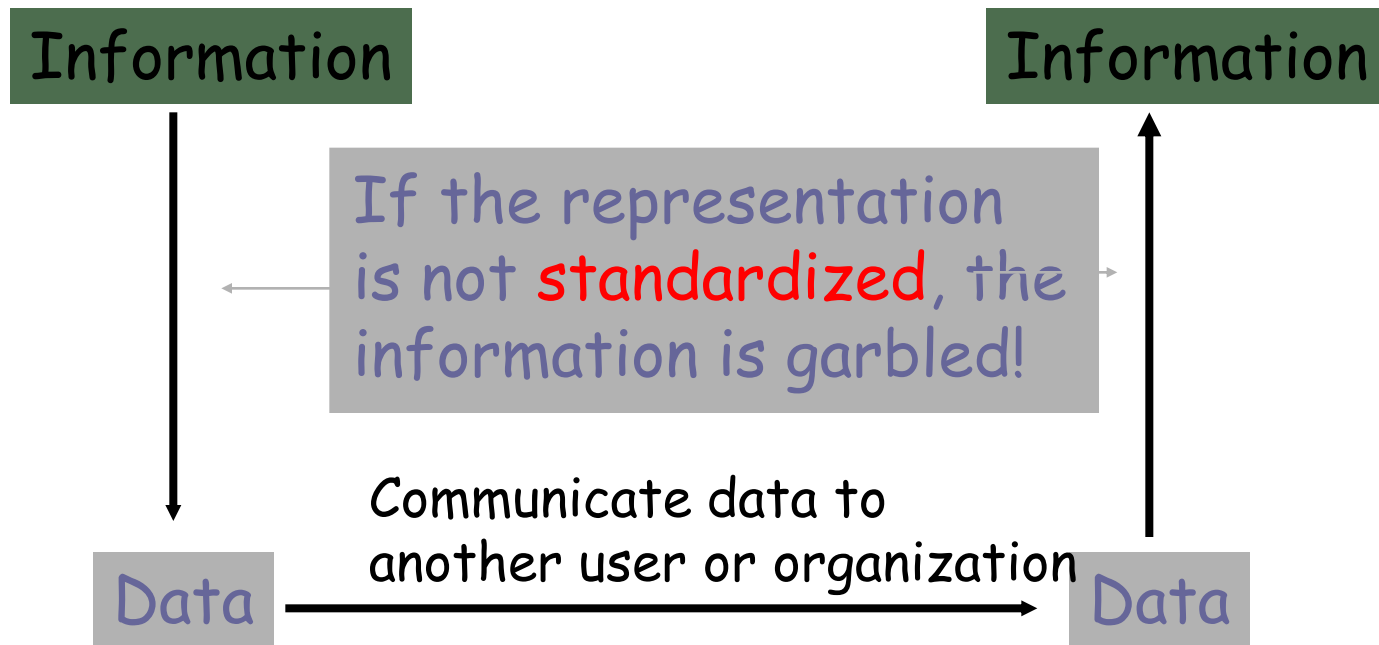 Information
Information
If the representation
is not standardized, the
information is garbled!
Communicate data to
another user or organization
Data
Data